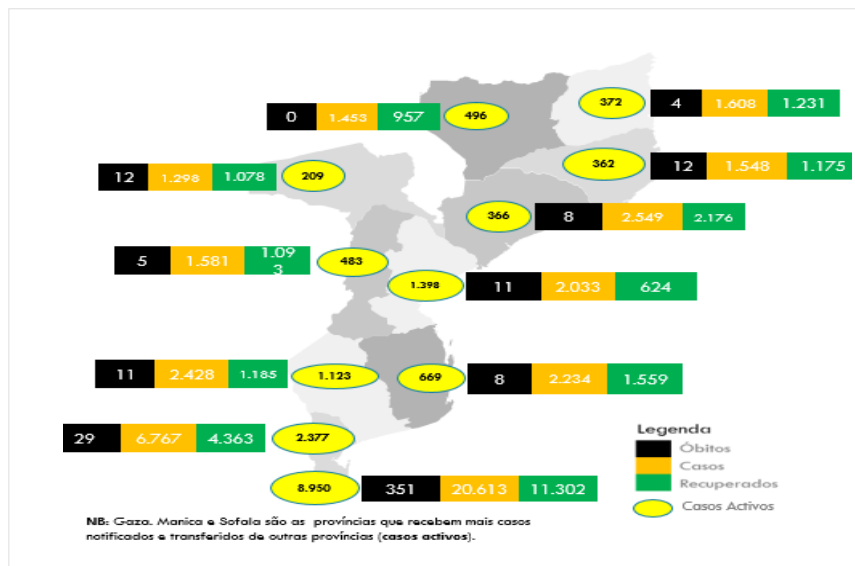 372 4 1.608 1.231
0 1.453 957 496
362 12 1.548 1.175
12 1.298 1.078 209
366 8 2.549 2.176
5 1.581 1.09
3 483
1.398 11 2.033 624
11 2.428 1.185 1.123
669 8 2.234 1.559
29 6.767 4.363 2.377
8.950 351 20.613 11.302
Legenda
Óbitos
Casos
Recuperados
Casos Activos
NB: Gaza. Manica e Sofala são as províncias que recebem mais casos
notificados e transferidos de outras províncias (casos activos).